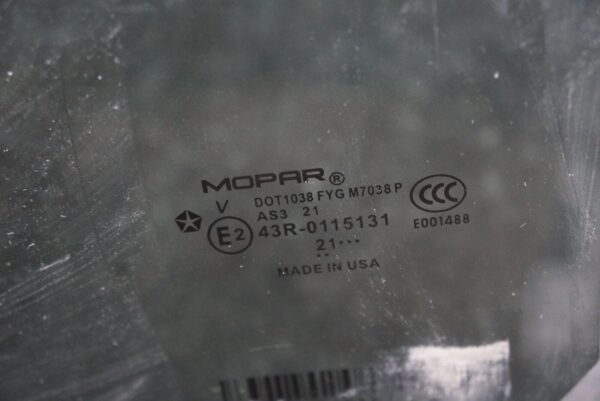 MOPAR®
V DOT1038 FYG M7038 P
AS3 21
E2 43R-0115131
CCC
E001488
21···
··
MADE IN USA